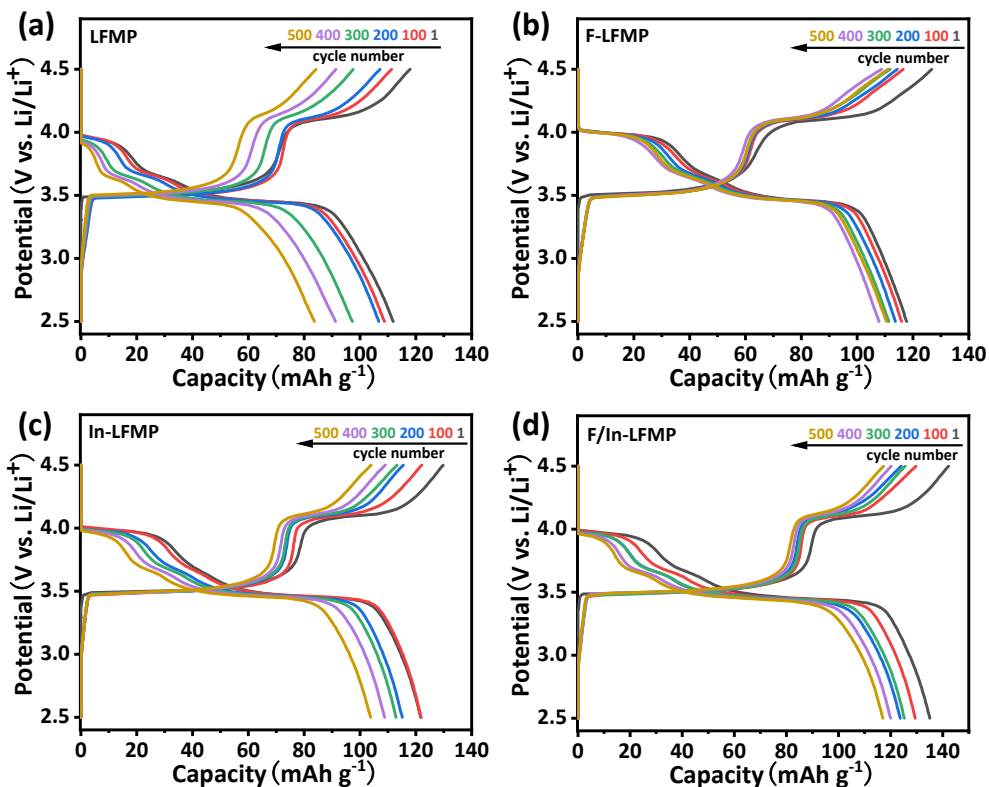 (a)
LFMP
500 400 300 200 100 1
cycle number
Potential (V vs. Li/Li⁺)
4.5
4.0
3.5
3.0
2.5
0 20 40 60 80 100 120 140
Capacity (mAh g⁻¹)
(b)
F-LFMP
500 400 300 200 100 1
cycle number
Potential (V vs. Li/Li⁺)
4.5
4.0
3.5
3.0
2.5
0 20 40 60 80 100 120 140
Capacity (mAh g⁻¹)
(c)
In-LFMP
500 400 300 200 100 1
cycle number
Potential (V vs. Li/Li⁺)
4.5
4.0
3.5
3.0
2.5
0 20 40 60 80 100 120 140
Capacity (mAh g⁻¹)
(d)
F/In-LFMP
500 400 300 200 100 1
cycle number
Potential (V vs. Li/Li⁺)
4.5
4.0
3.5
3.0
2.5
0 20 40 60 80 100 120 140
Capacity (mAh g⁻¹)